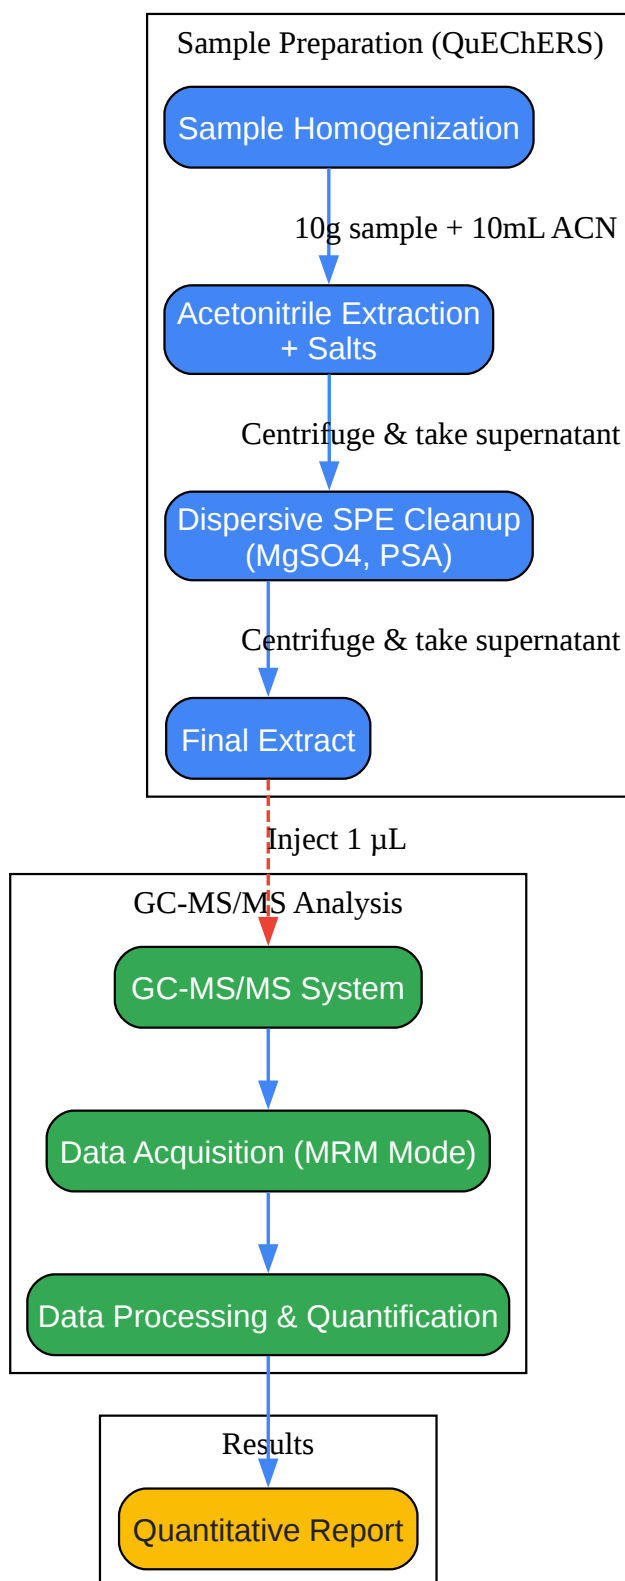 Sample Preparation (QuEChERS)
Sample Homogenization
10g sample + 10mL ACN
Acetonitrile Extraction
+ Salts
Centrifuge & take supernatant
Dispersive SPE Cleanup
(MgSO4, PSA)
Centrifuge & take supernatant
Final Extract
Inject 1 µL
GC-MS/MS Analysis
GC-MS/MS System
Data Acquisition (MRM Mode)
Data Processing & Quantification
Results
Quantitative Report